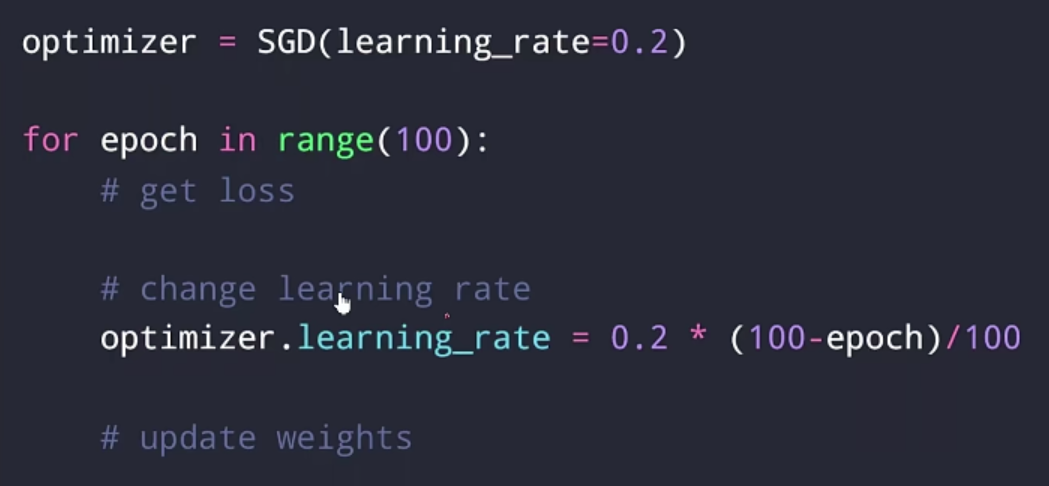 optimizer = SGD(learning_rate=0.2)
for epoch in range(100):
# get loss
# change learning rate
optimizer.learning_rate = 0.2 * (100-epoch)/100
# update weights